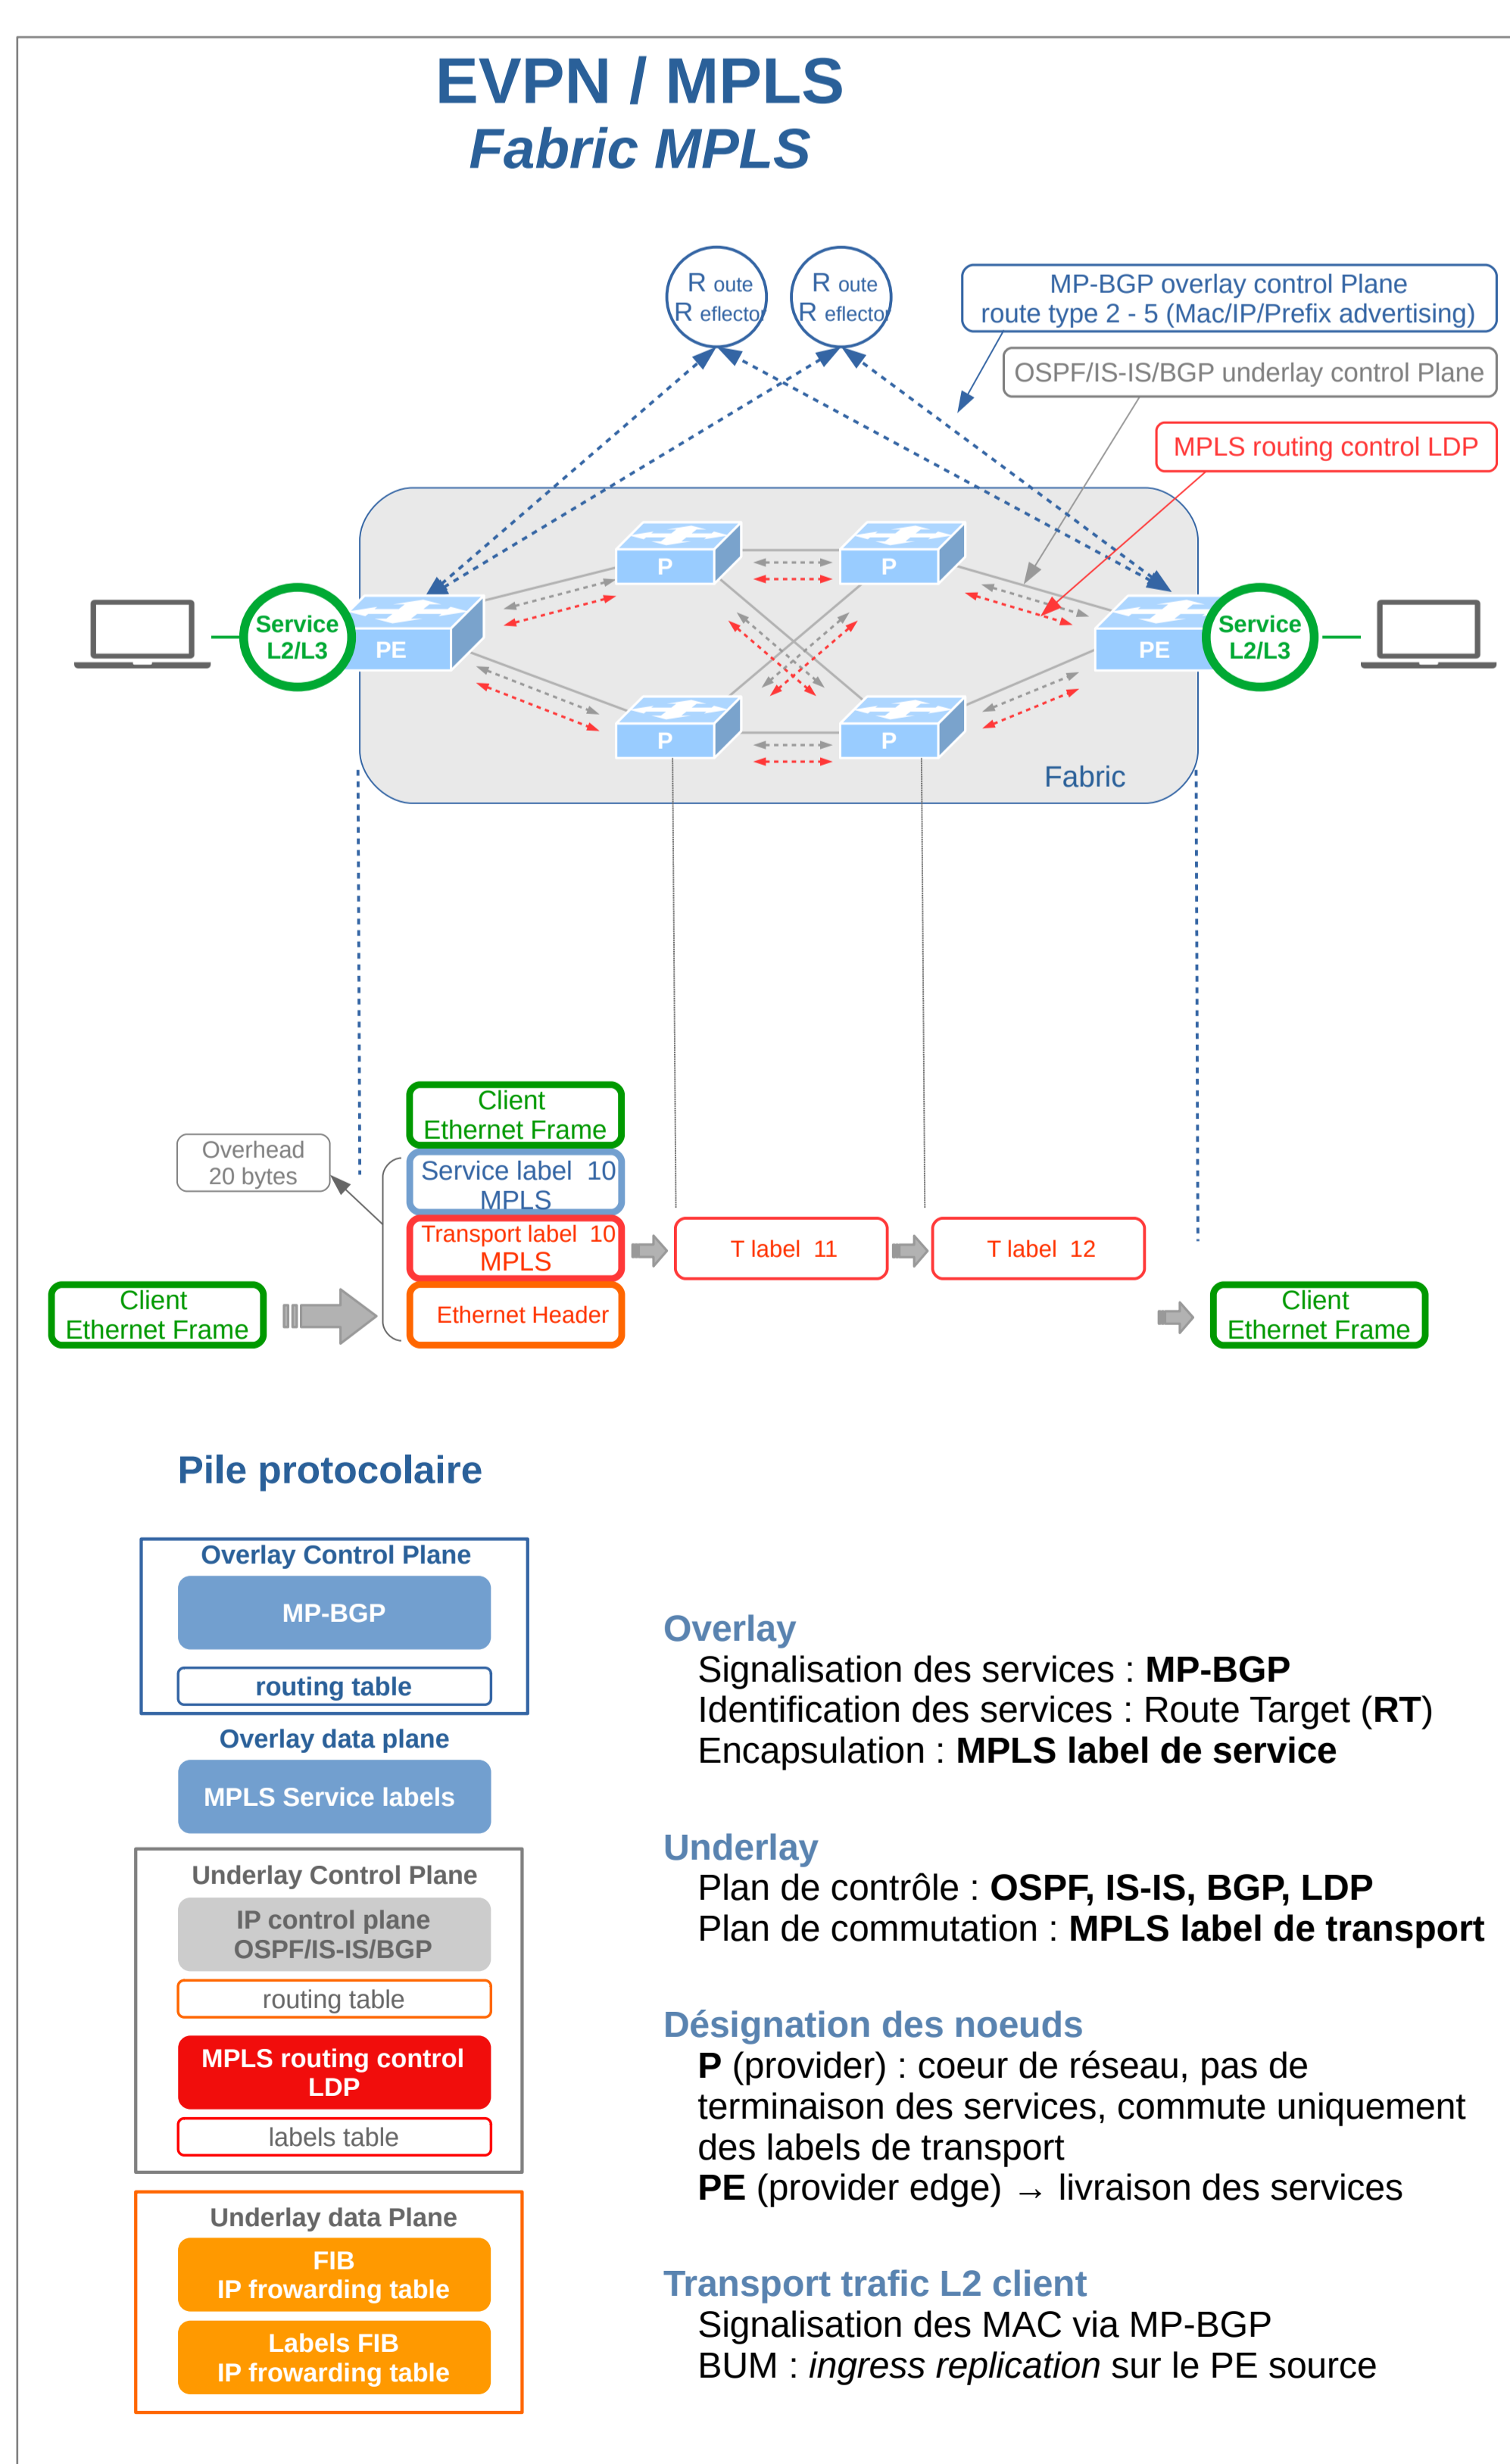 EVPN / MPLS
Fabric MPLS
R oute
R eflector
R oute
R eflector
MP-BGP overlay control Plane
route type 2 - 5 (Mac/IP/Prefix advertising)
OSPF/IS-IS/BGP underlay control Plane
MPLS routing control LDP
P
P
Service
L2/L3
PE
PE
Service
L2/L3
P
P
Fabric
Client
Ethernet Frame
Overhead
20 bytes
Service label 10
MPLS
Transport label 10
MPLS
T label 11
T label 12
Ethernet Header
Client
Ethernet Frame
Client
Ethernet Frame
Pile protocolaire
Overlay Control Plane
MP-BGP
routing table
Overlay data plane
MPLS Service labels
Underlay Control Plane
IP control plane
OSPF/IS-IS/BGP
routing table
MPLS routing control
LDP
labels table
Underlay data Plane
FIB
IP frowarding table
Labels FIB
IP frowarding table
Overlay
Signalisation des services : MP-BGP
Identification des services : Route Target (RT)
Encapsulation : MPLS label de service
Underlay
Plan de contrôle : OSPF, IS-IS, BGP, LDP
Plan de commutation : MPLS label de transport
Désignation des noeuds
P (provider) : coeur de réseau, pas de
terminaison des services, commute uniquement
des labels de transport
PE (provider edge) → livraison des services
Transport trafic L2 client
Signalisation des MAC via MP-BGP
BUM : ingress replication sur le PE source